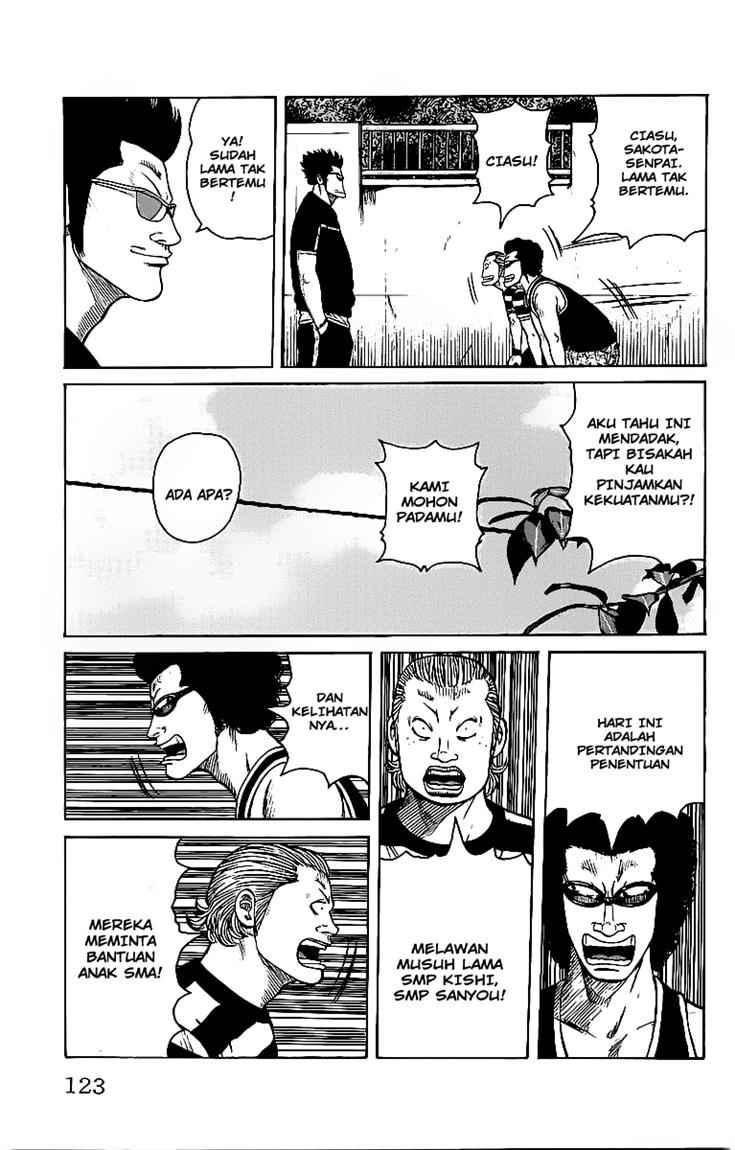 CIASU,
SAKOTA-
SENPAI.
LAMA TAK
BERTEMU.
CIASU!
YA!
SUDAH
LAMA TAK
BERTEMU
!
AKU TAHU INI
MENDADAK,
TAPI BISAKAH
KAU
PINJAMKAN
KEKUATANMU?!
KAMI
MOHON
PADAMU!
ADA APA?
HARI INI
ADALAH
PERTANDINGAN
PENENTUAN
MELAWAN
MUSUH LAMA
SMP KISHI,
SMP SANYOU!
DAN
KELIHATAN
NYA...
MEREKA
MEMINTA
BANTUAN
ANAK SMA!
123